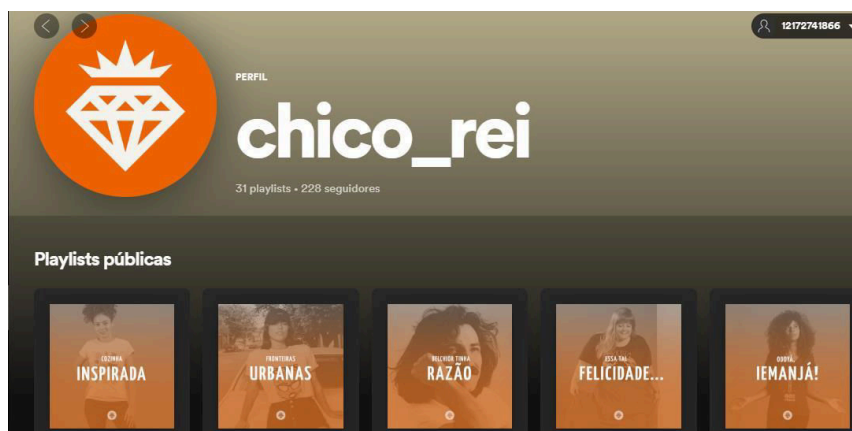 12172741866
PERFIL
chico_rei
31 playlists • 228 seguidores
Playlists públicas
COZINHA
INSPIRADA
FRONTEIRAS
URBANAS
BELCHIOR TINHA
RAZÃO
ESSA TAL
FELICIDADE...
ODOYÁ,
IEMANJÁ!